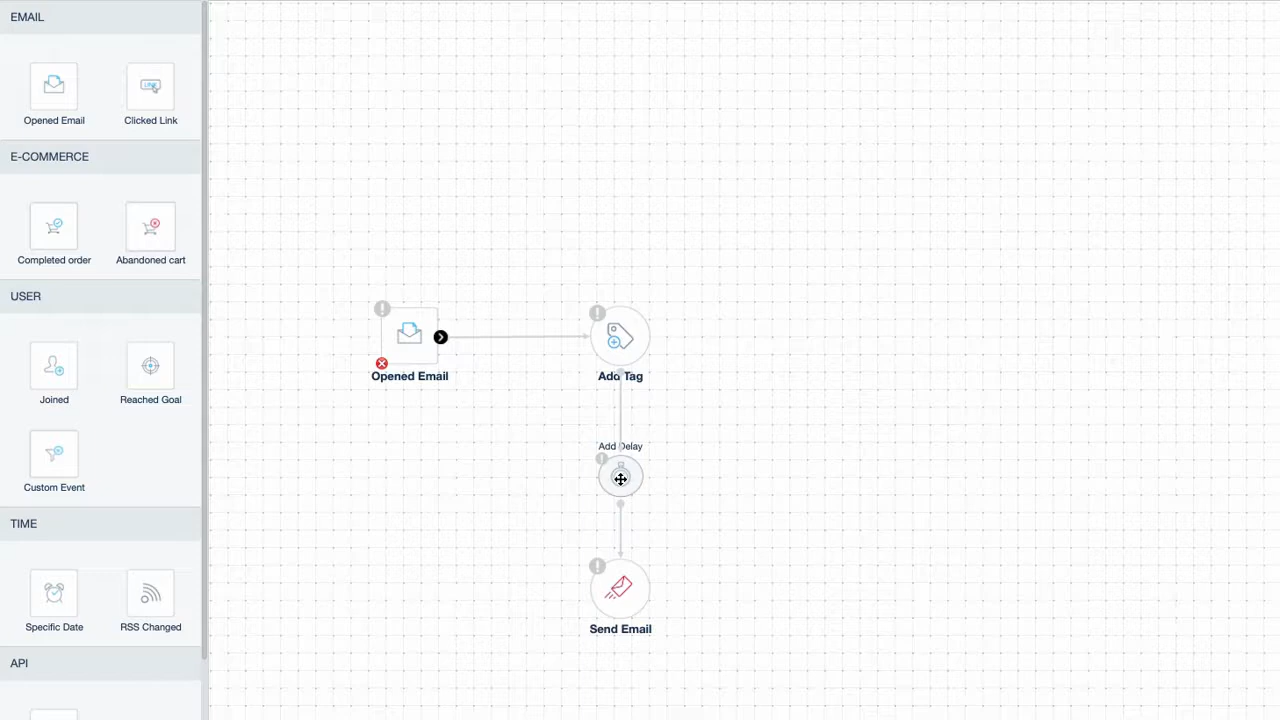 EMAIL
Opened Email
Clicked Link
E-COMMERCE
Completed order
Abandoned cart
USER
Joined
Reached Goal
Custom Event
TIME
Specific Date
RSS Changed
API
Opened Email
Add Tag
Add Delay
Send Email
LINK